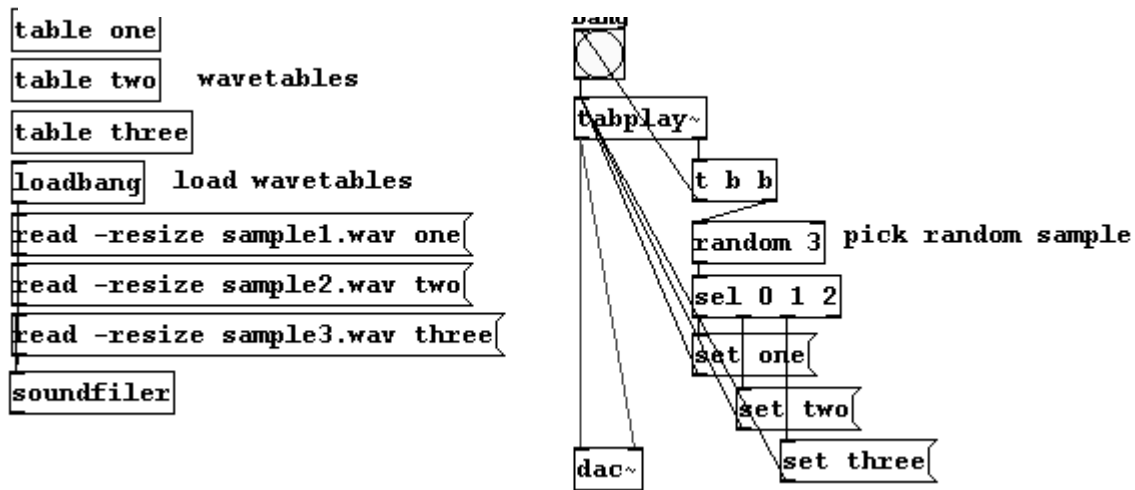 table one
table two
wavetables
table three
loadbang
load wavetables
read -resize sample1.wav one
read -resize sample2.wav two
read -resize sample3.wav three
soundfiler
bang
tabplay~
t b b
random 3
pick random sample
sel 0 1 2
set one
set two
set three
dac~